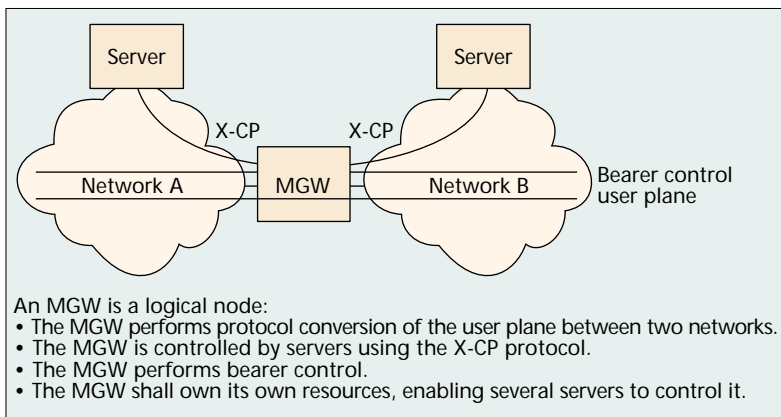 Server
Server
X-CP
X-CP
Network A
MGW
Network B
Bearer control
user plane
An MGW is a logical node:
• The MGW performs protocol conversion of the user plane between two networks.
• The MGW is controlled by servers using the X-CP protocol.
• The MGW performs bearer control.
• The MGW shall own its own resources, enabling several servers to control it.